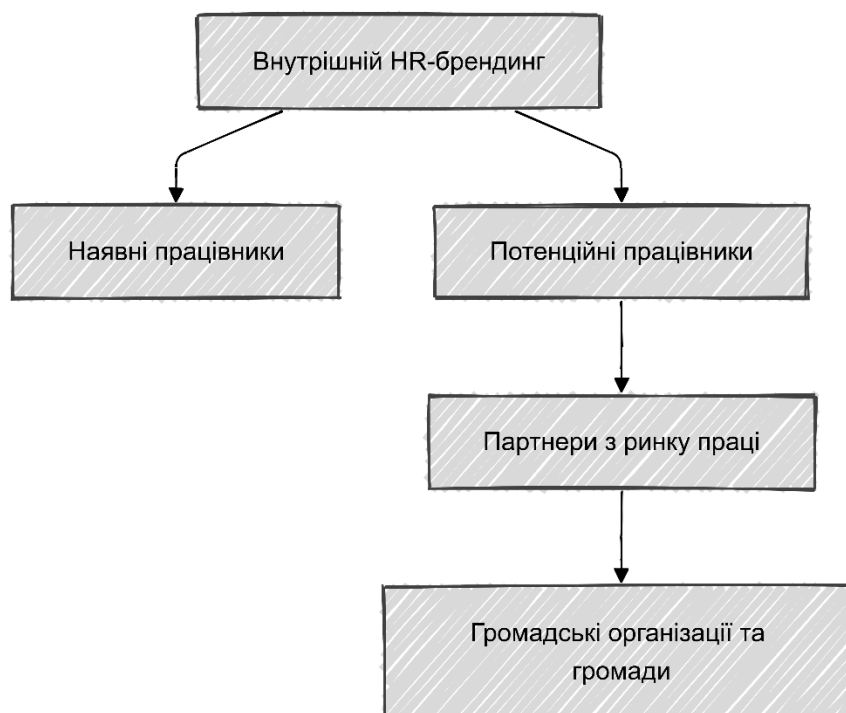 Внутрішній HR-брендинг
Наявні працівники
Потенційні працівники
Партнери з ринку праці
Громадські організації та
громади